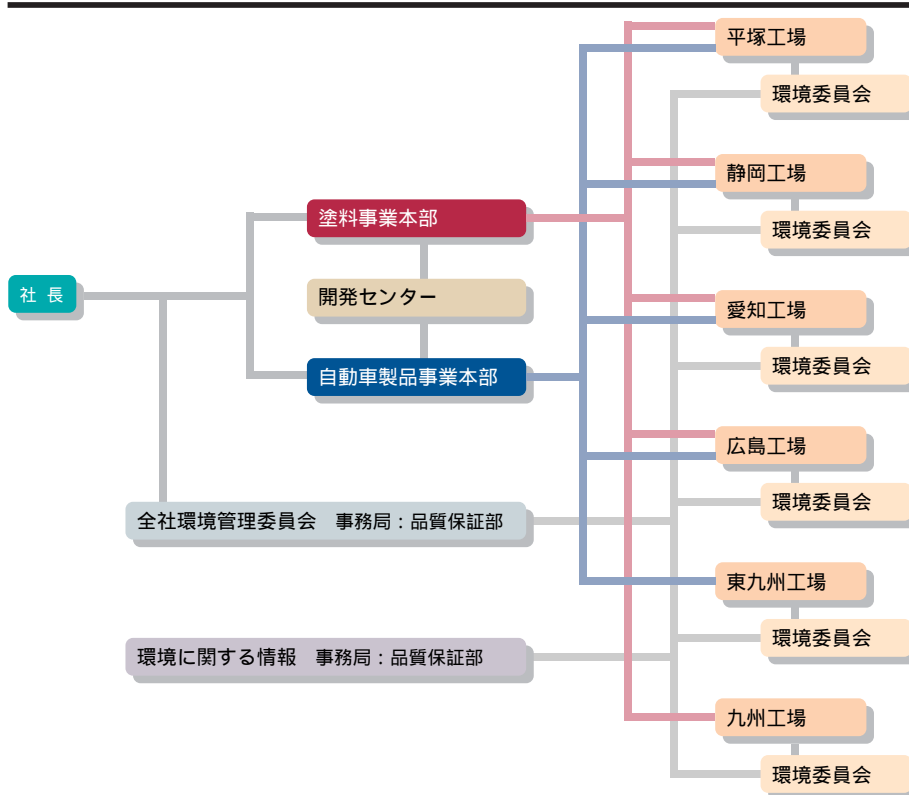 平塚工場
環境委員会
静岡工場
環境委員会
塗料事業本部
社 長
開発センター
愛知工場
環境委員会
自動車製品事業本部
広島工場
環境委員会
全社環境管理委員会　事務局：品質保証部
東九州工場
環境委員会
環境に関する情報　事務局：品質保証部
九州工場
環境委員会